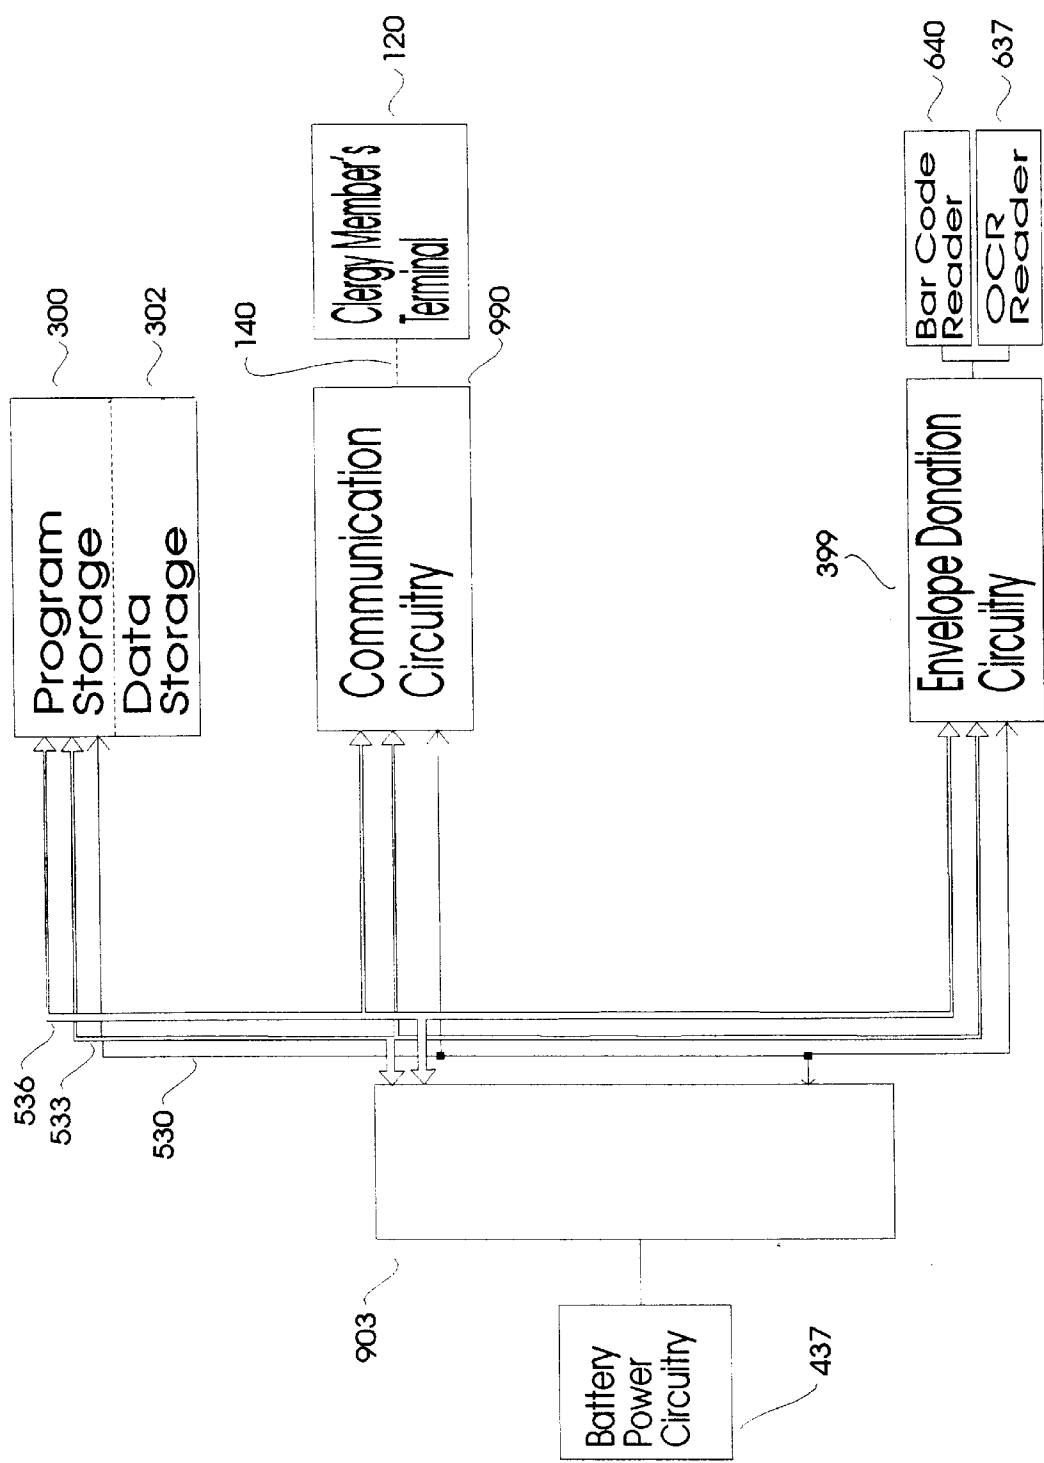 300
302
Program
Storage
Data
Storage
120
140
990
Clergy Member's
Terminal
Communication
Circuitry
640
637
Bar Code
Reader
OCR
Reader
399
Envelope Donation
Circuitry
536
533
530
903
Battery
Power
Circuitry
437